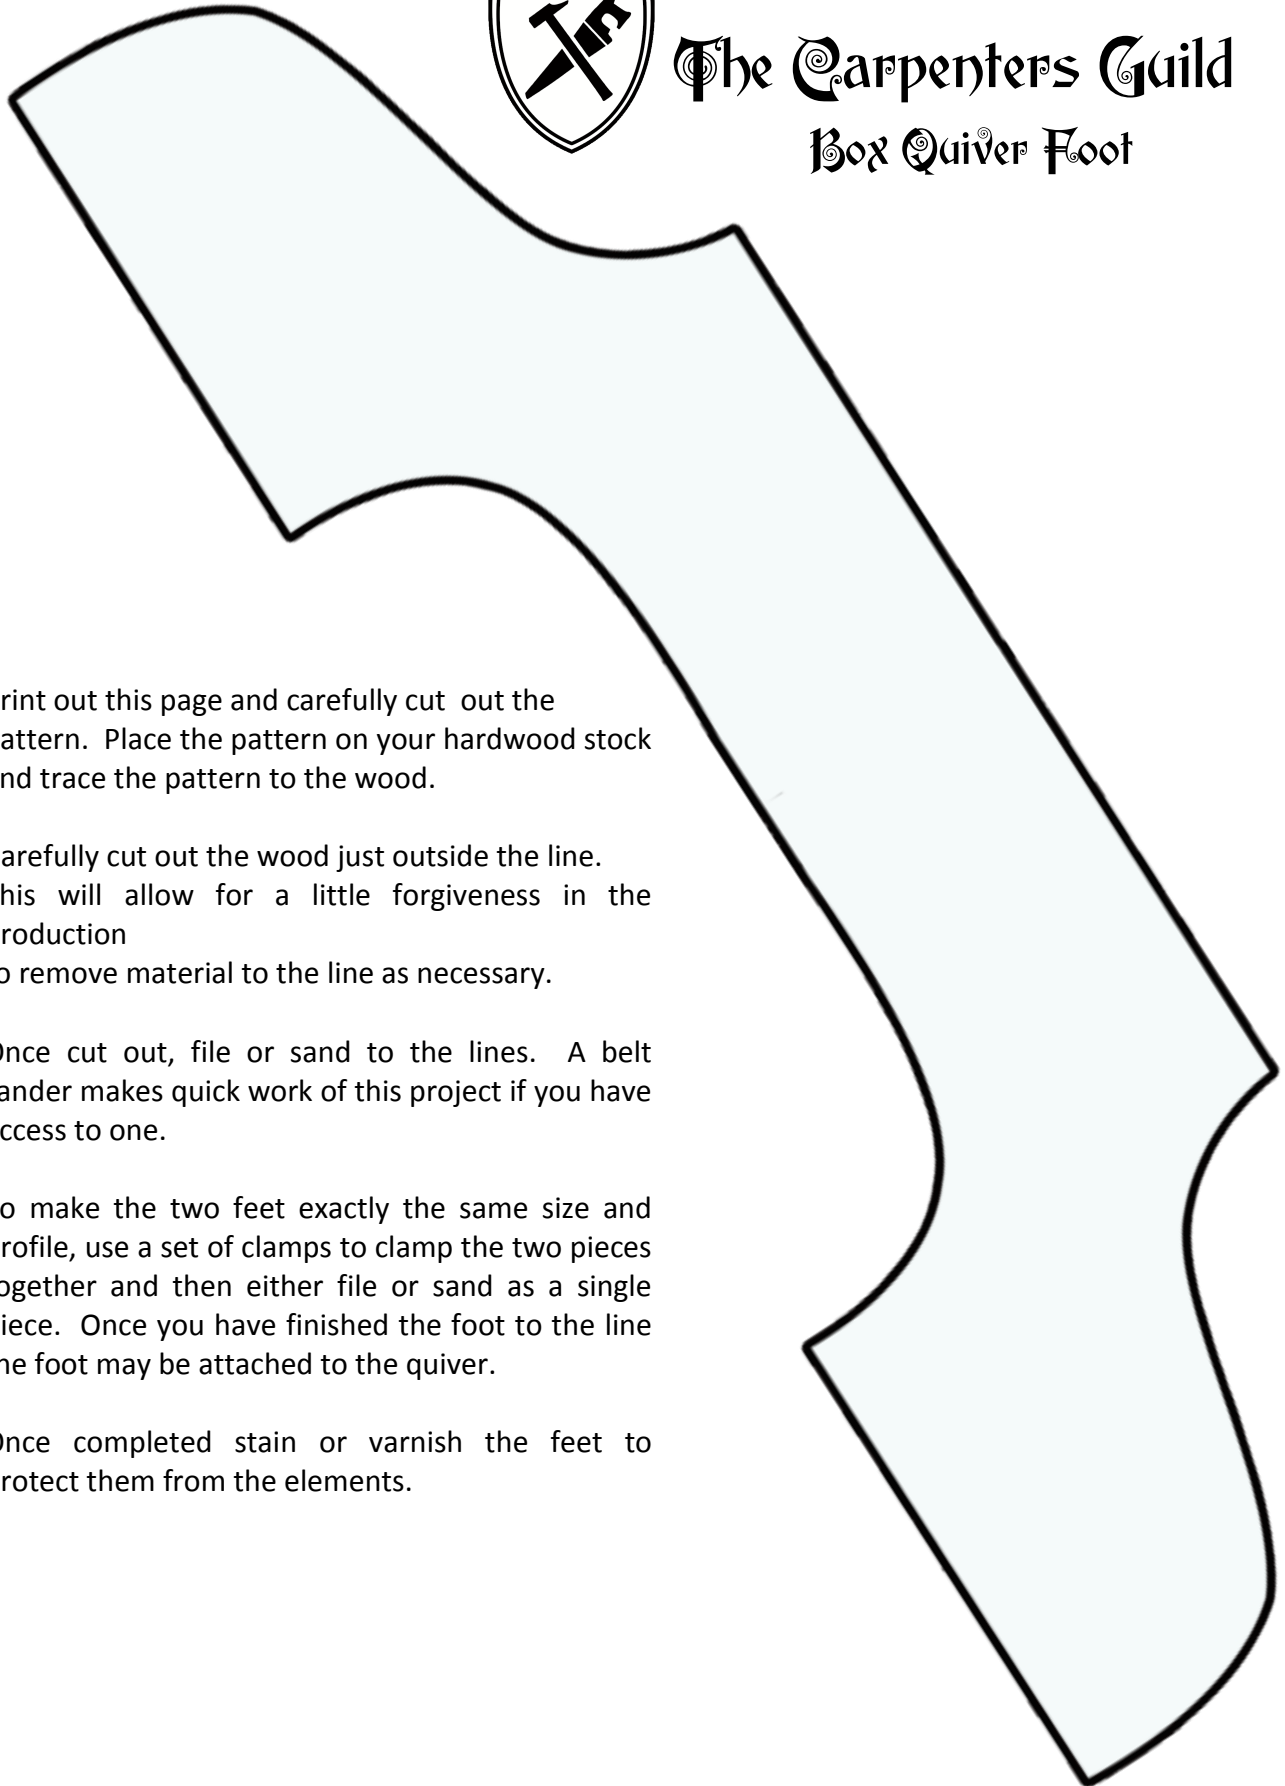 The Carpenters Guild
Box Quiver Foot
rint out this page and carefully cut  out the
attern.  Place the pattern on your hardwood stock
nd trace the pattern to the wood.
arefully cut out the wood just outside the line.
his will allow for a little forgiveness in the
roduction
o remove material to the line as necessary.
Once cut out, file or sand to the lines.  A belt
ander makes quick work of this project if you have
ccess to one.
o make the two feet exactly the same size and
rofile, use a set of clamps to clamp the two pieces
ogether and then either file or sand as a single
iece.  Once you have finished the foot to the line
he foot may be attached to the quiver.
Once completed stain or varnish the feet to
rotect them from the elements.